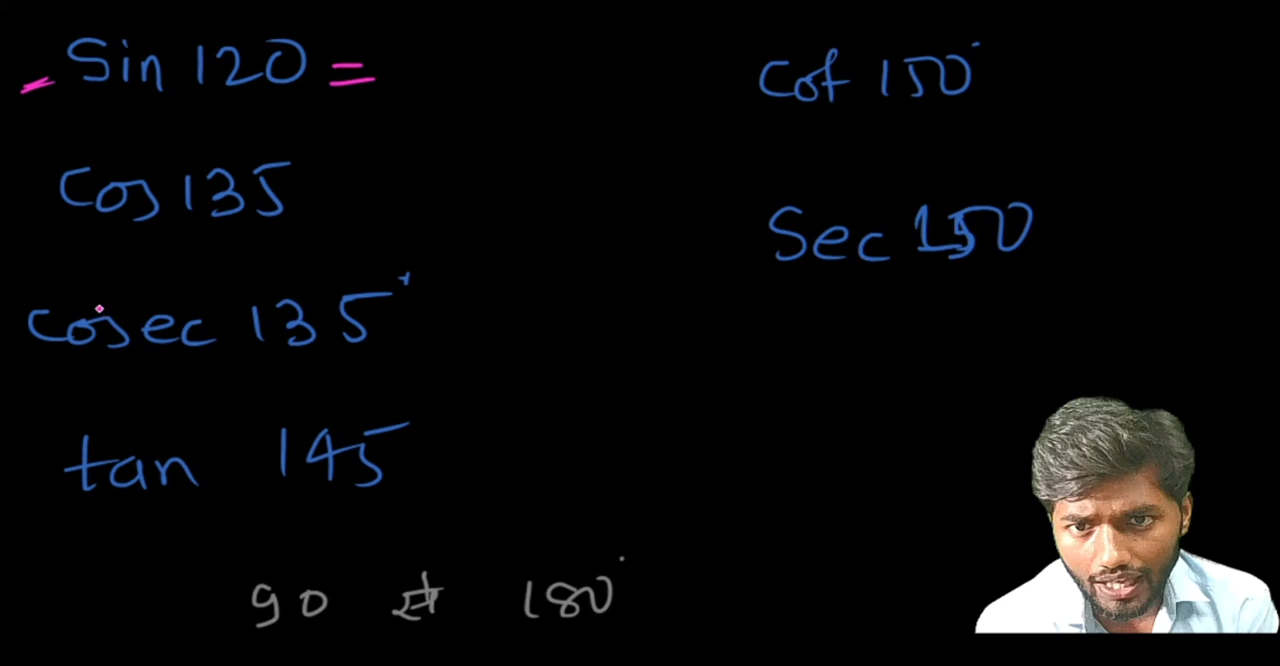 Sin 120 =
Cos 135
Cosec 135°
tan 145
90 से 180°
Cot 150°
Sec 150